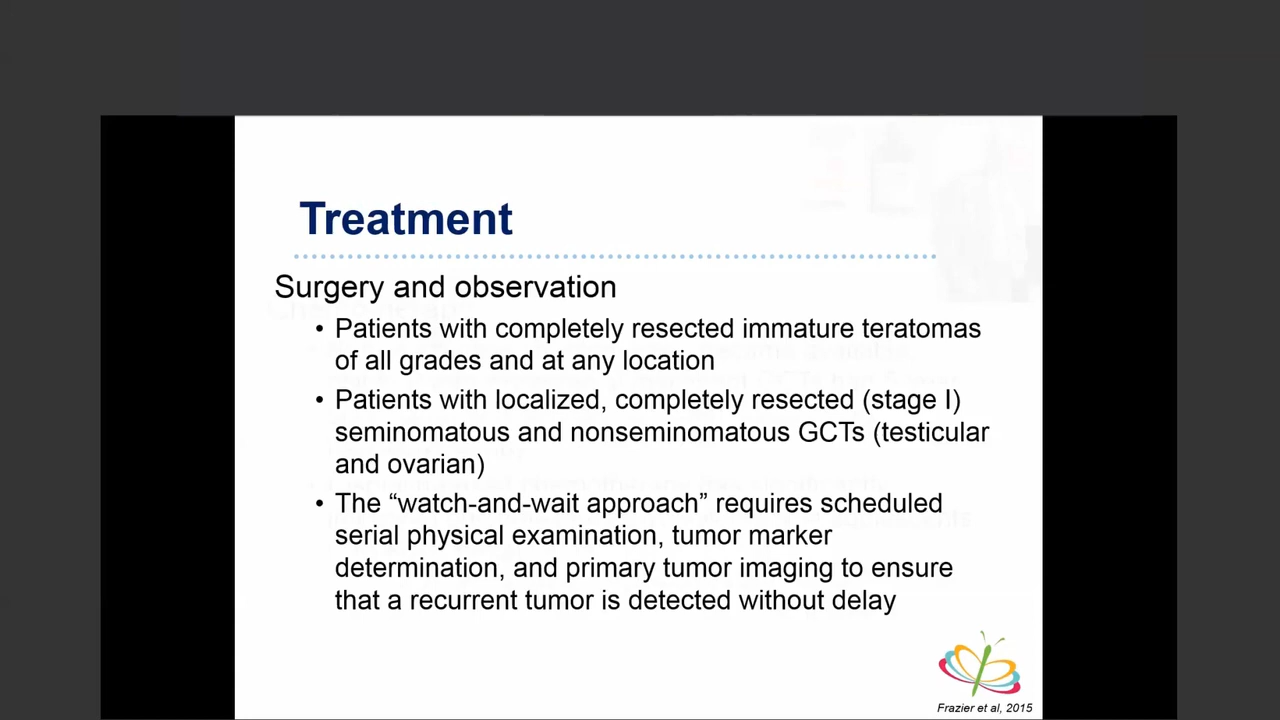 Treatment
Surgery and observation
• Patients with completely resected immature teratomas
of all grades and at any location
• Patients with localized, completely resected (stage I)
seminomatous and nonseminomatous GCTs (testicular
and ovarian)
• The “watch-and-wait approach” requires scheduled
serial physical examination, tumor marker
determination, and primary tumor imaging to ensure
that a recurrent tumor is detected without delay
Frazier et al, 2015